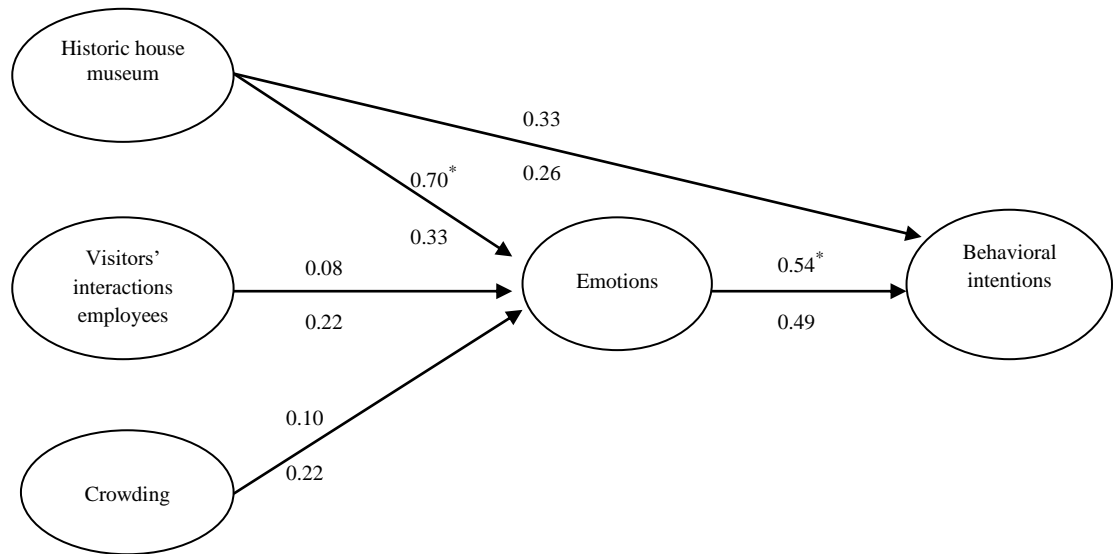 Historic house
museum
0.33
0.26
0.70*
0.33
Visitors’
interactions
employees
0.08
0.22
Emotions
0.54*
0.49
Behavioral
intentions
0.10
0.22
Crowding